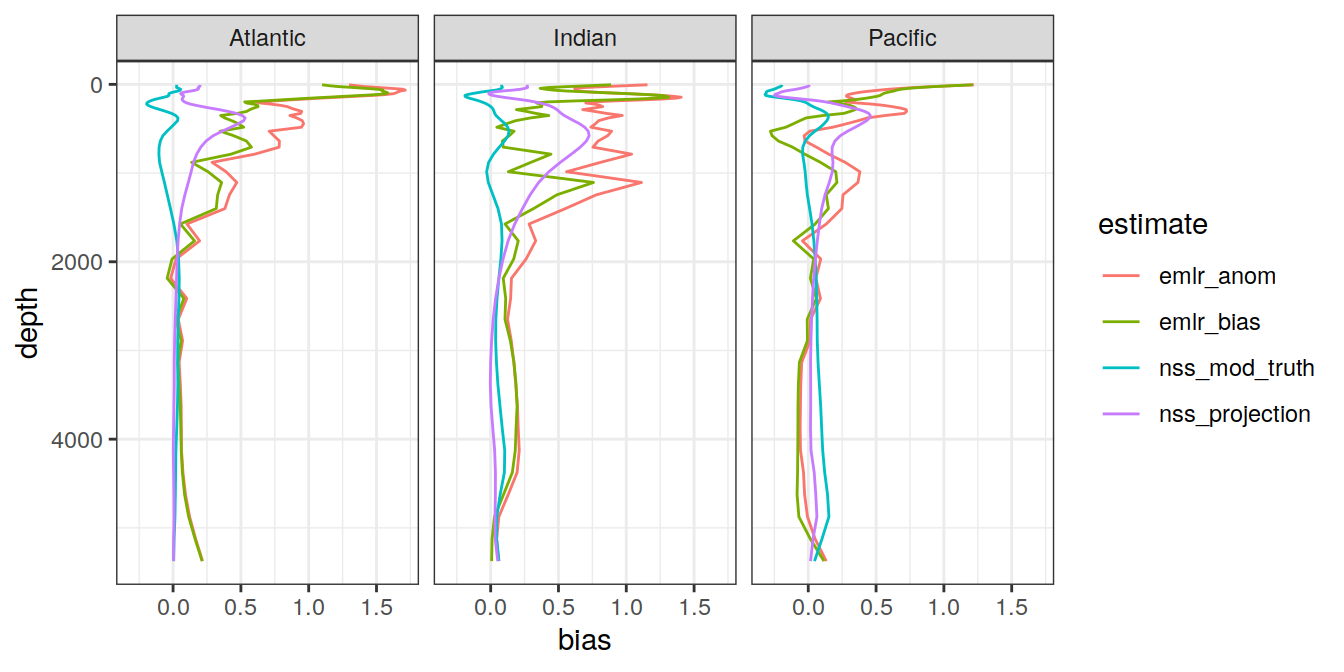 Atlantic Indian Pacific
depth
0
2000
4000
0.0 0.5 1.0 1.5 0.0 0.5 1.0 1.5 0.0 0.5 1.0 1.5
bias
estimate
emlr_anom
emlr_bias
nss_mod_truth
nss_projection